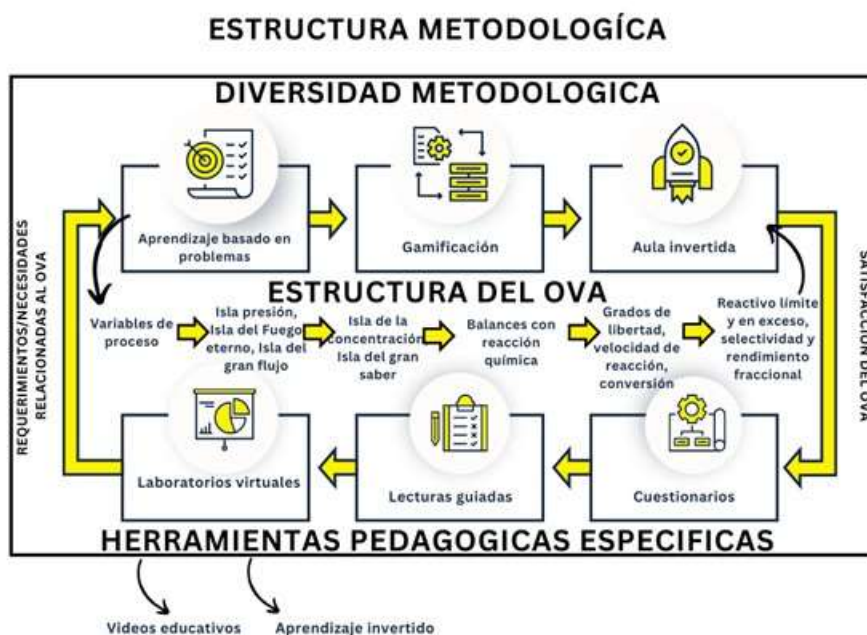 ESTRUCTURA METODOLOGÍCA
DIVERSIDAD METODOLOGICA
Aprendizaje basado en
problemas
Gamificación
Aula invertida
REQUERIMIENTOS/NECESIDADES
RELACIONADAS AL OVA
SATISFACCIÓN DEL OVA
ESTRUCTURA DEL OVA
Variables de
proceso
Isla presión,
Isla del Fuego
eterno, Isla del
gran flujo
Isla de la
concentración,
Isla del gran
saber
Balances con
reacción
química
Grados de
libertad,
velocidad de
reacción,
conversión
Reactivo límite
y en exceso,
selectividad y
rendimiento
fraccional
Laboratorios virtuales
Lecturas guiadas
Cuestionarios
HERRAMIENTAS PEDAGOGICAS ESPECIFICAS
Videos educativos
Aprendizaje invertido